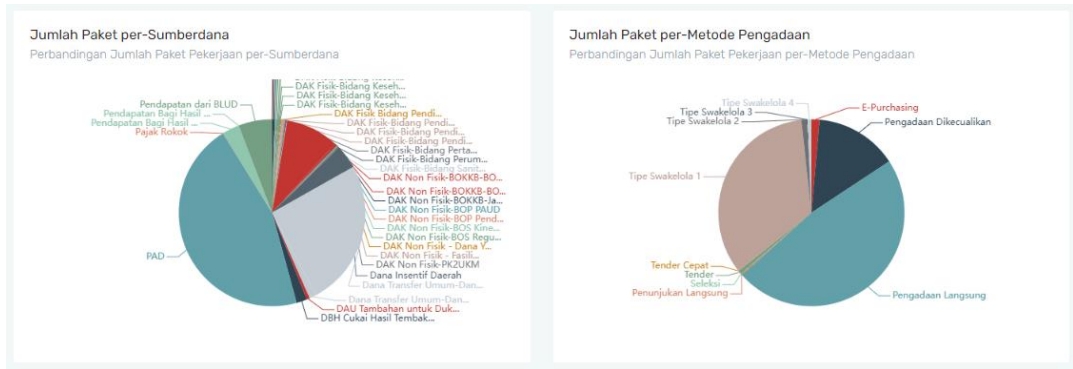 Jumlah Paket per-Sumberdana
Perbandingan Jumlah Paket Pekerjaan per-Sumberdana
DAK Fisik-Bidang Keseh...
DAK Fisik-Bidang Keseh...
DAK Fisik-Bidang Keseh...
DAK Fisik Bidang Pendi...
DAK Fisik-Bidang Pendi...
DAK Fisik-Bidang Pendi...
DAK Fisik-Bidang Pendi...
DAK Fisik-Bidang Perta...
DAK Fisik-Bidang Perum...
DAK Fisik-Bidang Sanit...
DAK Non Fisik-BOKKB-BO...
DAK Non Fisik-BOKKB-BO...
DAK Non Fisik-BOKKB-Ja...
DAK Non Fisik-BOP PAUD
DAK Non Fisik-BOP Pend...
DAK Non Fisik-BOS Kine...
DAK Non Fisik-BOS Regu...
DAK Non Fisik - Dana Y...
DAK Non Fisik - Fasili...
DAK Non Fisik-PK2UKM
Dana Insentif Daerah
Dana Transfer Umum-Dan...
Dana Transfer Umum-Dan...
DAU Tambahan untuk Duk...
DBH Cukai Hasil Tembak...
PAD
Pajak Rokok
Pendapatan Bagi Hasil ...
Pendapatan Bagi Hasil ...
Pendapatan dari BLUD
Jumlah Paket per-Metode Pengadaan
Perbandingan Jumlah Paket Pekerjaan per-Metode Pengadaan
E-Purchasing
Pengadaan Dikecualikan
Pengadaan Langsung
Penunjukan Langsung
Seleksi
Tender
Tender Cepat
Tipe Swakelola 1
Tipe Swakelola 2
Tipe Swakelola 3
Tipe Swakelola 4